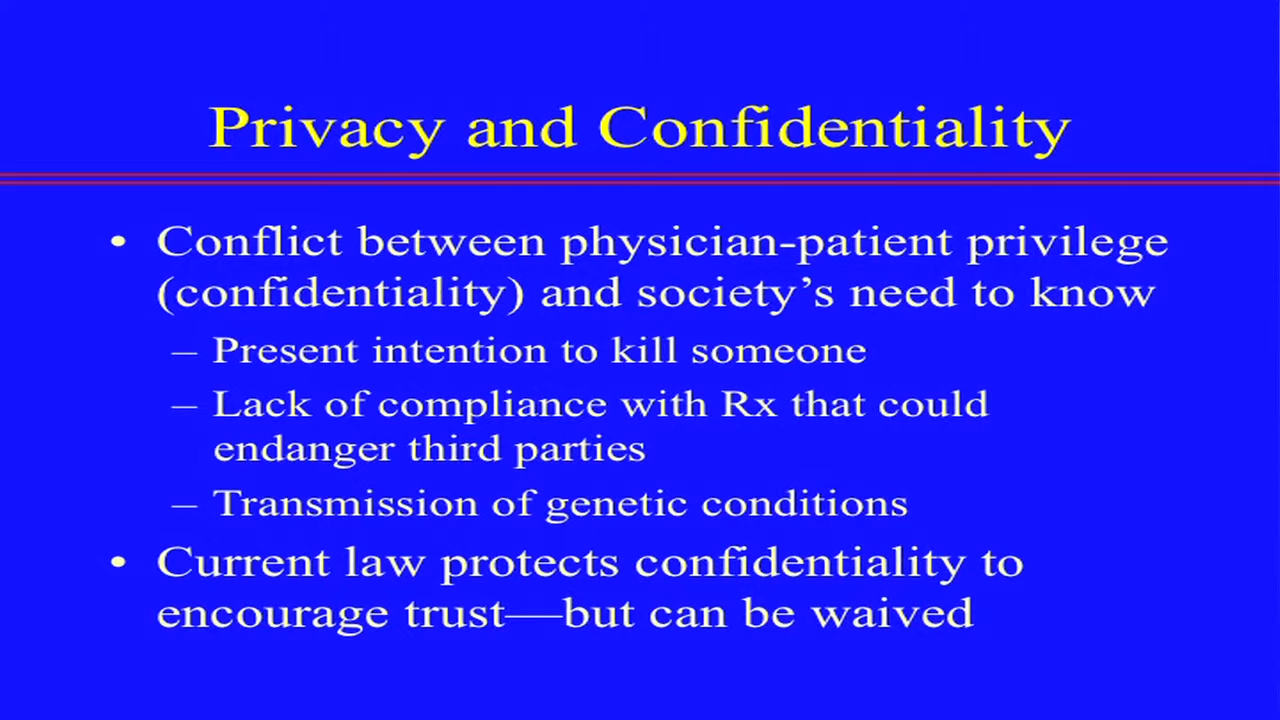 Privacy and Confidentiality
• Conflict between physician-patient privilege
(confidentiality) and society’s need to know
– Present intention to kill someone
– Lack of compliance with Rx that could
endanger third parties
– Transmission of genetic conditions
• Current law protects confidentiality to
encourage trust—but can be waived